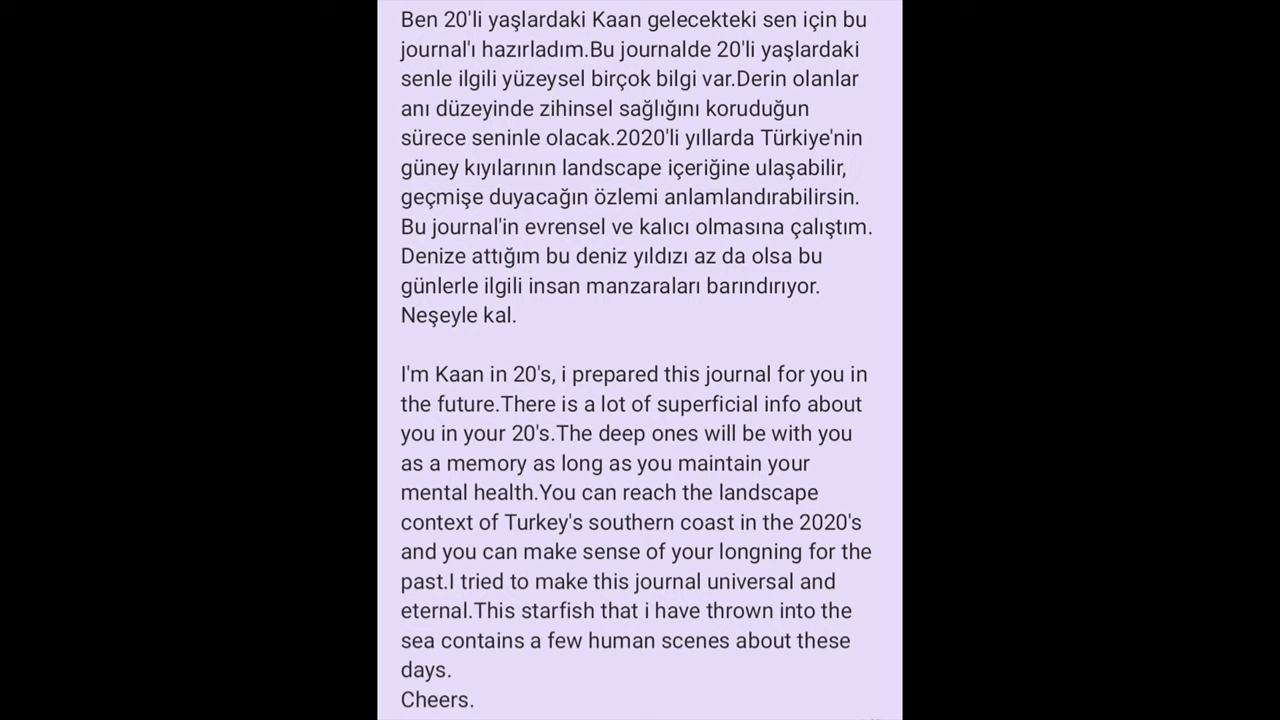 Ben 20'li yaşlardaki Kaan gelecekteki sen için bu
journal'ı hazırladım.Bu journalde 20'li yaşlardaki
senle ilgili yüzeysel birçok bilgi var.Derin olanlar
anı düzeyinde zihinsel sağlığını koruduğun
sürece seninle olacak.2020'li yıllarda Türkiye'nin
güney kıyılarının landscape içeriğine ulaşabilir,
geçmişe duyacağın özlemi anlamlandırabilirsin.
Bu journal'in evrensel ve kalıcı olmasına çalıştım.
Denize attığım bu deniz yıldızı az da olsa bu
günlerle ilgili insan manzaraları barındırıyor.
Neşeyle kal.
I'm Kaan in 20's, i prepared this journal for you in
the future.There is a lot of superficial info about
you in your 20's.The deep ones will be with you
as a memory as long as you maintain your
mental health.You can reach the landscape
context of Turkey's southern coast in the 2020's
and you can make sense of your longning for the
past.I tried to make this journal universal and
eternal.This starfish that i have thrown into the
sea contains a few human scenes about these
days.
Cheers.